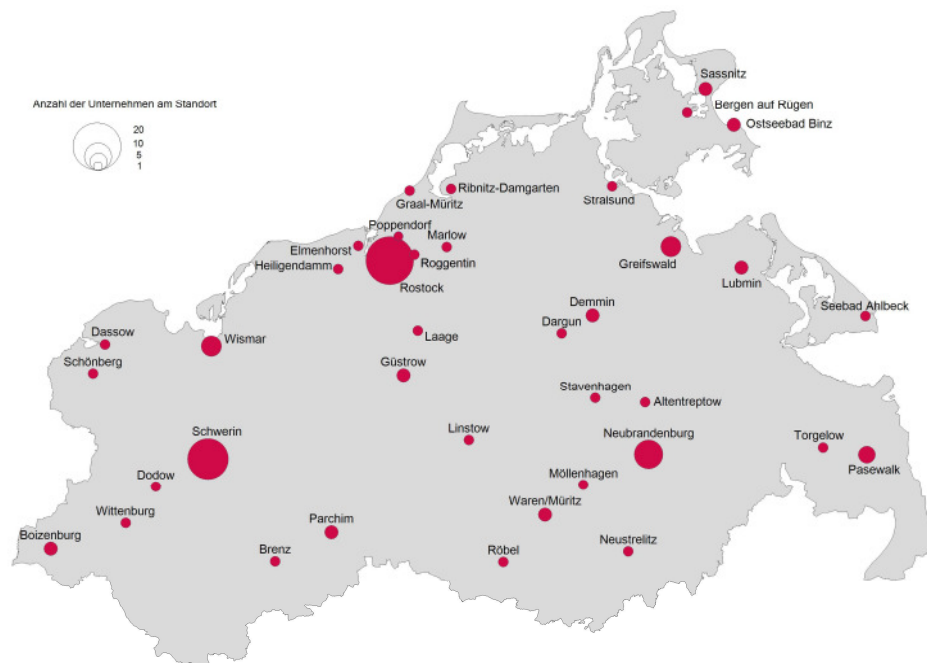 Sassnitz
Anzahl der Unternehmen am Standort
Bergen auf Rügen
Ostseebad Binz
20
10
5
1
Ribnitz-Damgarten
Graal-Müritz
Stralsund
Poppendorf
Elmenhorst
Marlow
Roggentin
Greifswald
Heiligendamm
Rostock
Lubmin
Demmin
Seebad Ahlbeck
Dassow
Wismar
Laage
Dargun
Schönberg
Güstrow
Stavenhagen
Altentreptow
Schwerin
Linstow
Neubrandenburg
Torgelow
Pasewalk
Dodow
Möllenhagen
Wittenburg
Waren/Müritz
Parchim
Boizenburg
Brenz
Röbel
Neustrelitz